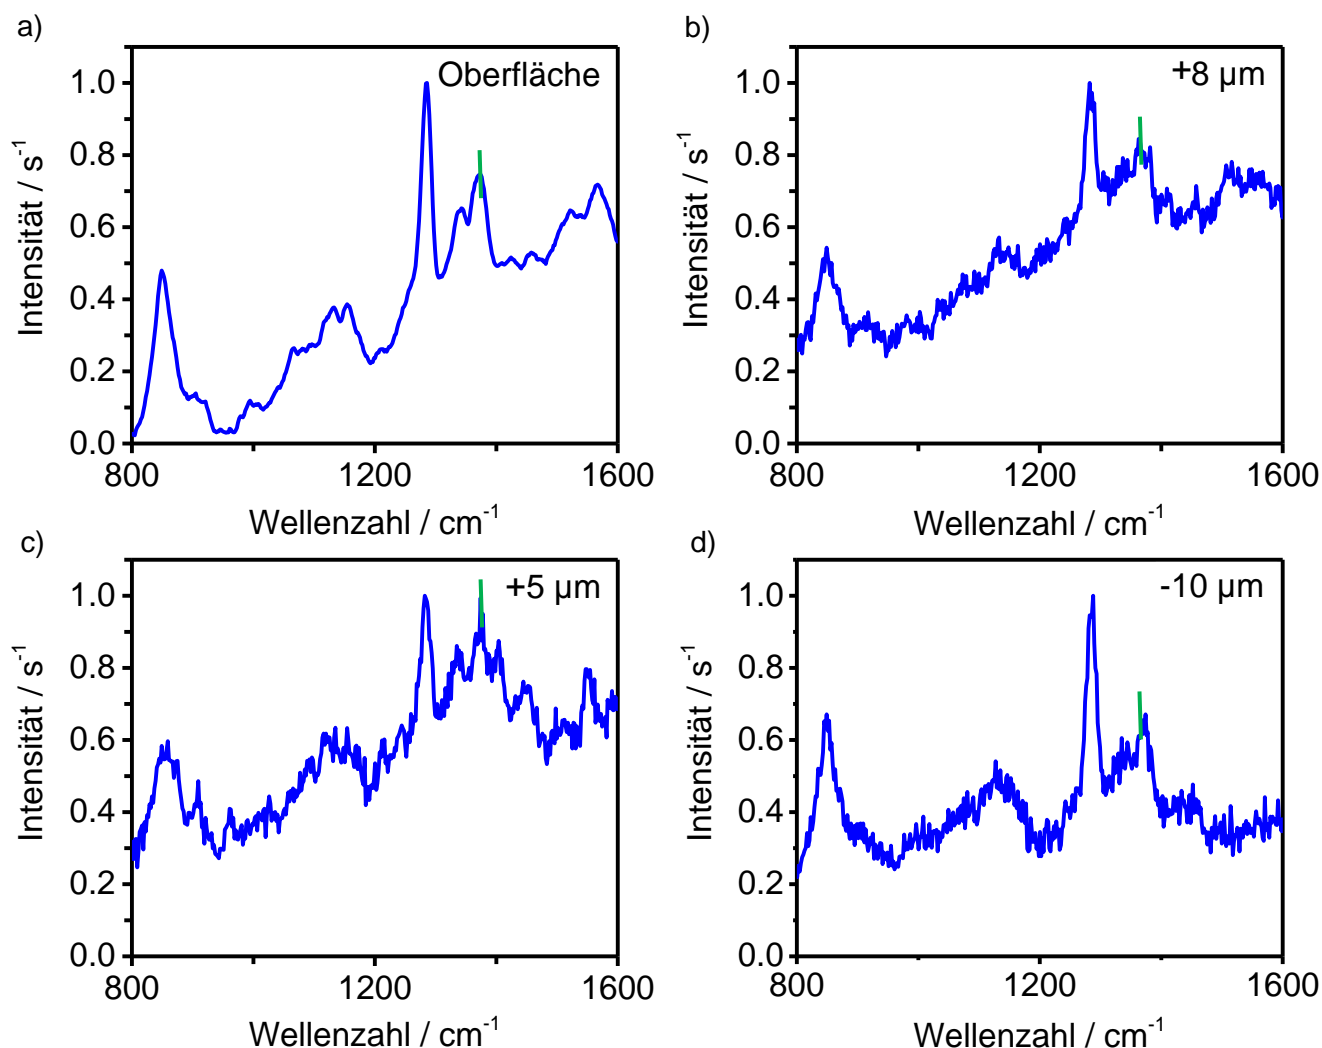 a)
Oberfläche
1.0
0.8
0.6
0.4
0.2
0.0
Intensität / s⁻¹
800 1200 1600
Wellenzahl / cm⁻¹
b)
+8 µm
1.0
0.8
0.6
0.4
0.2
0.0
Intensität / s⁻¹
800 1200 1600
Wellenzahl / cm⁻¹
c)
+5 µm
1.0
0.8
0.6
0.4
0.2
0.0
Intensität / s⁻¹
800 1200 1600
Wellenzahl / cm⁻¹
d)
-10 µm
1.0
0.8
0.6
0.4
0.2
0.0
Intensität / s⁻¹
800 1200 1600
Wellenzahl / cm⁻¹